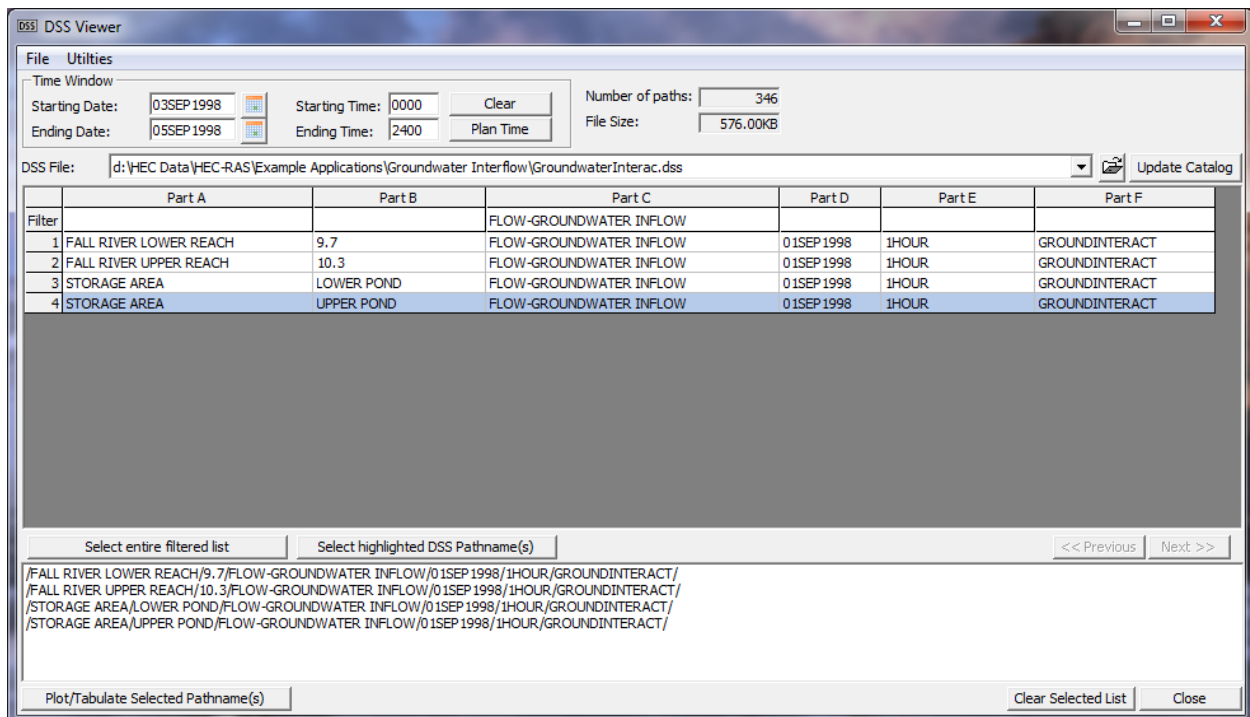 DSS DSS Viewer
File Utilties
Time Window
Starting Date: 03SEP1998 Starting Time: 0000 Clear Number of paths: 346
Ending Date: 05SEP1998 Ending Time: 2400 Plan Time File Size: 576.00KB
DSS File: d:\HEC Data\HEC-RAS\Example Applications\Groundwater Interflow\GroundwaterInterac.dss Update Catalog
Part A Part B Part C Part D Part E Part F
Filter FLOW-GROUNDWATER INFLOW
1 FALL RIVER LOWER REACH 9.7 FLOW-GROUNDWATER INFLOW 01SEP1998 1HOUR GROUNDINTERACT
2 FALL RIVER UPPER REACH 10.3 FLOW-GROUNDWATER INFLOW 01SEP1998 1HOUR GROUNDINTERACT
3 STORAGE AREA LOWER POND FLOW-GROUNDWATER INFLOW 01SEP1998 1HOUR GROUNDINTERACT
4 STORAGE AREA UPPER POND FLOW-GROUNDWATER INFLOW 01SEP1998 1HOUR GROUNDINTERACT
Select entire filtered list Select highlighted DSS Pathname(s) << Previous Next >>
/FALL RIVER LOWER REACH/9.7/FLOW-GROUNDWATER INFLOW/01SEP1998/1HOUR/GROUNDINTERACT/
/FALL RIVER UPPER REACH/10.3/FLOW-GROUNDWATER INFLOW/01SEP1998/1HOUR/GROUNDINTERACT/
/STORAGE AREA/LOWER POND/FLOW-GROUNDWATER INFLOW/01SEP1998/1HOUR/GROUNDINTERACT/
/STORAGE AREA/UPPER POND/FLOW-GROUNDWATER INFLOW/01SEP1998/1HOUR/GROUNDINTERACT/
Plot/Tabulate Selected Pathname(s) Clear Selected List Close